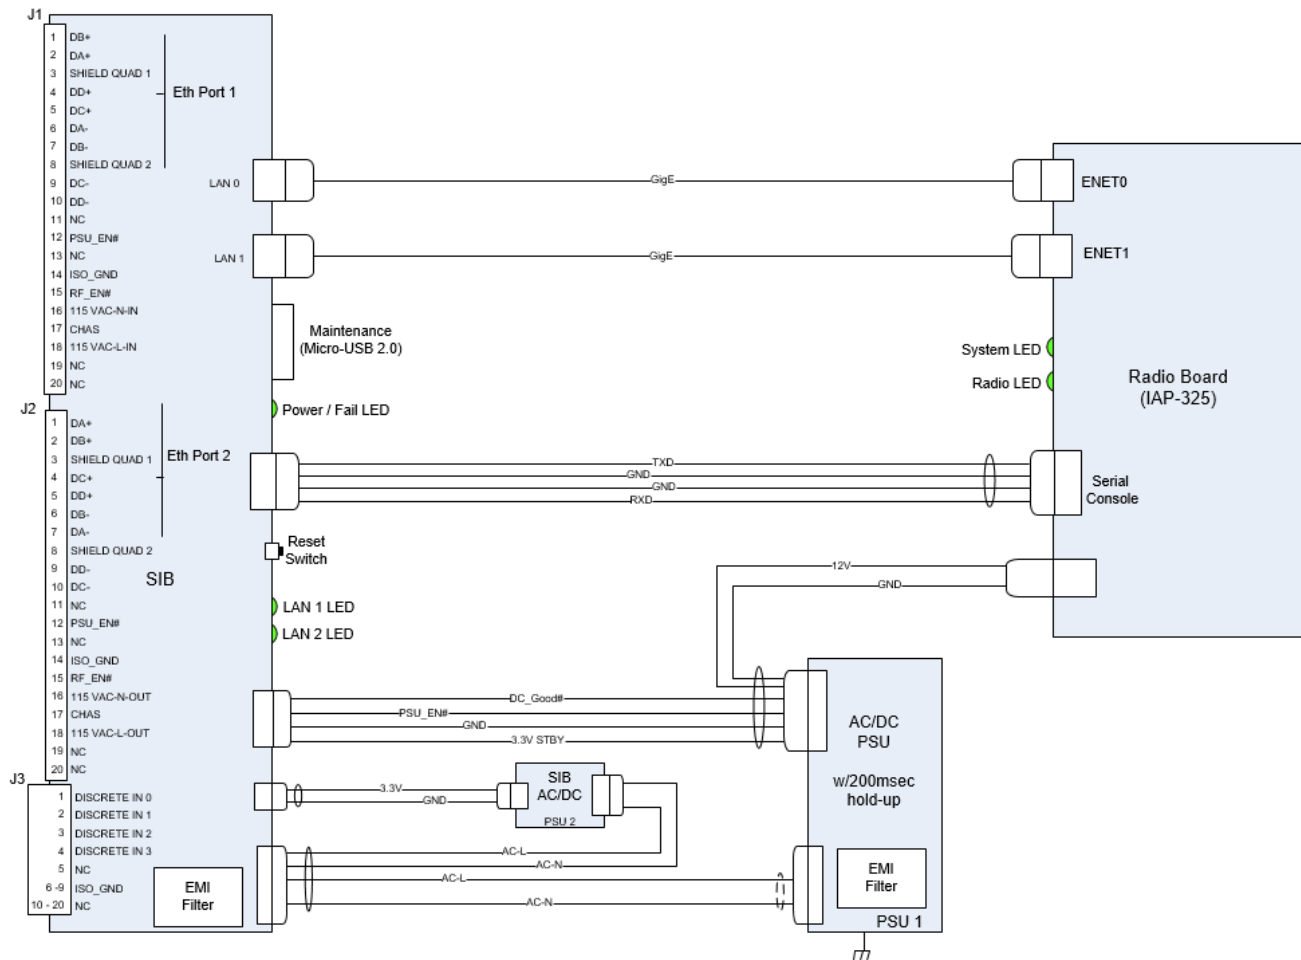 J1
1 DB+
2 DA+
3 SHIELD QUAD 1
4 DD+
5 DC+
6 DA-
7 DB-
8 SHIELD QUAD 2
9 DC-
10 DD-
11 NC
12 PSU_EN#
13 NC
14 ISO_GND
15 RF_EN#
16 115 VAC-N-IN
17 CHAS
18 115 VAC-L-IN
19 NC
20 NC
Eth Port 1
LAN 0
LAN 1
GigE
GigE
ENET0
ENET1
Maintenance
(Micro-USB 2.0)
Power / Fail LED
System LED
Radio LED
Radio Board
(IAP-325)
J2
1 DA+
2 DB+
3 SHIELD QUAD 1
4 DC+
5 DD+
6 DB-
7 DA-
8 SHIELD QUAD 2
9 DD-
10 DC-
11 NC
12 PSU_EN#
13 NC
14 ISO_GND
15 RF_EN#
16 115 VAC-N-OUT
17 CHAS
18 115 VAC-L-OUT
19 NC
20 NC
Eth Port 2
SIB
TXD
GND
GND
RXD
Serial
Console
Reset
Switch
LAN 1 LED
LAN 2 LED
12V
GND
DC_Good#
PSU_EN#
GND
3.3V STBY
AC/DC
PSU
w/200msec
hold-up
EMI
Filter
PSU 1
J3
1 DISCRETE IN 0
2 DISCRETE IN 1
3 DISCRETE IN 2
4 DISCRETE IN 3
5 NC
6 -9 ISO_GND
10 - 20 NC
EMI
Filter
3.3V
GND
SIB
AC/DC
PSU 2
AC-L
AC-N
AC-L
AC-N